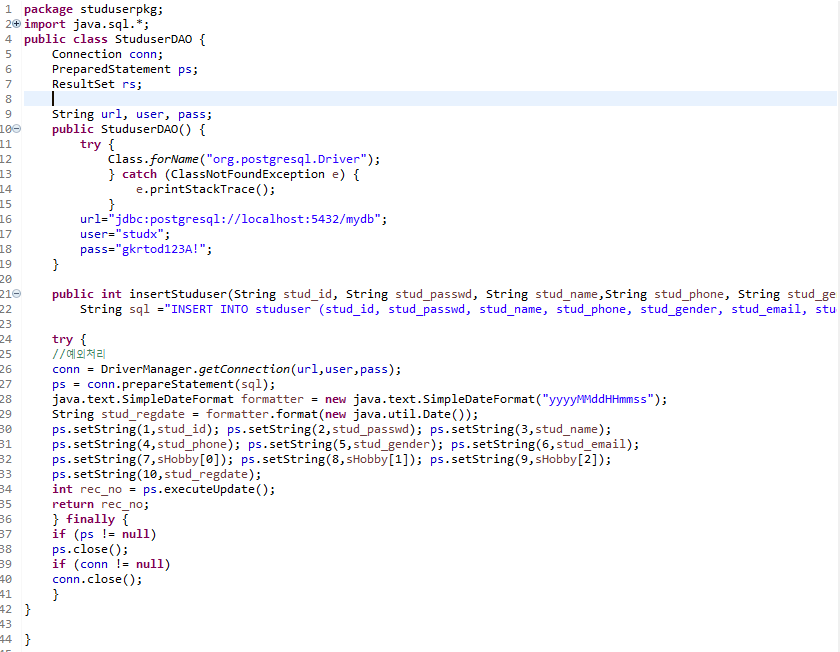 1 package studuserpkg;
2 import java.sql.*;
4 public class StuduserDAO {
5 Connection conn;
6 PreparedStatement ps;
7 ResultSet rs;
8
9 String url, user, pass;
10 public StuduserDAO() {
11 try {
12 Class.forName("org.postgresql.Driver");
13 } catch (ClassNotFoundException e) {
14 e.printStackTrace();
15 }
16 url="jdbc:postgresql://localhost:5432/mydb";
17 user="studx";
18 pass="gkrtod123A!";
19 }
20
21 public int insertStuduser(String stud_id, String stud_passwd, String stud_name,String stud_phone, String stud_ge
22 String sql ="INSERT INTO studuser (stud_id, stud_passwd, stud_name, stud_phone, stud_gender, stud_email, stu
23
24 try {
25 //예외처리
26 conn = DriverManager.getConnection(url,user,pass);
27 ps = conn.prepareStatement(sql);
28 java.text.SimpleDateFormat formatter = new java.text.SimpleDateFormat("yyyyMMddHHmmss");
29 String stud_regdate = formatter.format(new java.util.Date());
30 ps.setString(1,stud_id); ps.setString(2,stud_passwd); ps.setString(3,stud_name);
31 ps.setString(4,stud_phone); ps.setString(5,stud_gender); ps.setString(6,stud_email);
32 ps.setString(7,sHobby[0]); ps.setString(8,sHobby[1]); ps.setString(9,sHobby[2]);
33 ps.setString(10,stud_regdate);
34 int rec_no = ps.executeUpdate();
35 return rec_no;
36 } finally {
37 if (ps != null)
38 ps.close();
39 if (conn != null)
40 conn.close();
41 }
42 }
43
44 }